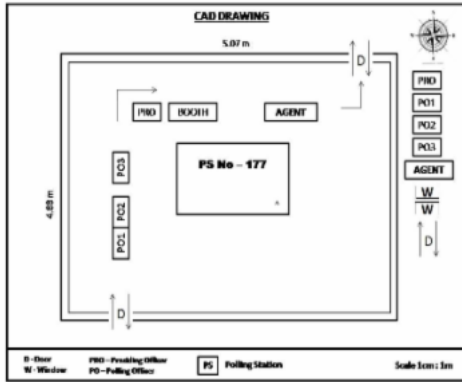 CAD DRAWING
5.07 m
D
PRO
BOOTH
AGENT
PO3
PS No – 177
4.88 m
PO2
PO1
D
PRO
PO1
PO2
PO3
AGENT
W
W
D
D - Door
PRO – Presiding Officer
W - Window
PO – Polling Officer
PS
Polling Station
Scale 1cm : 1m